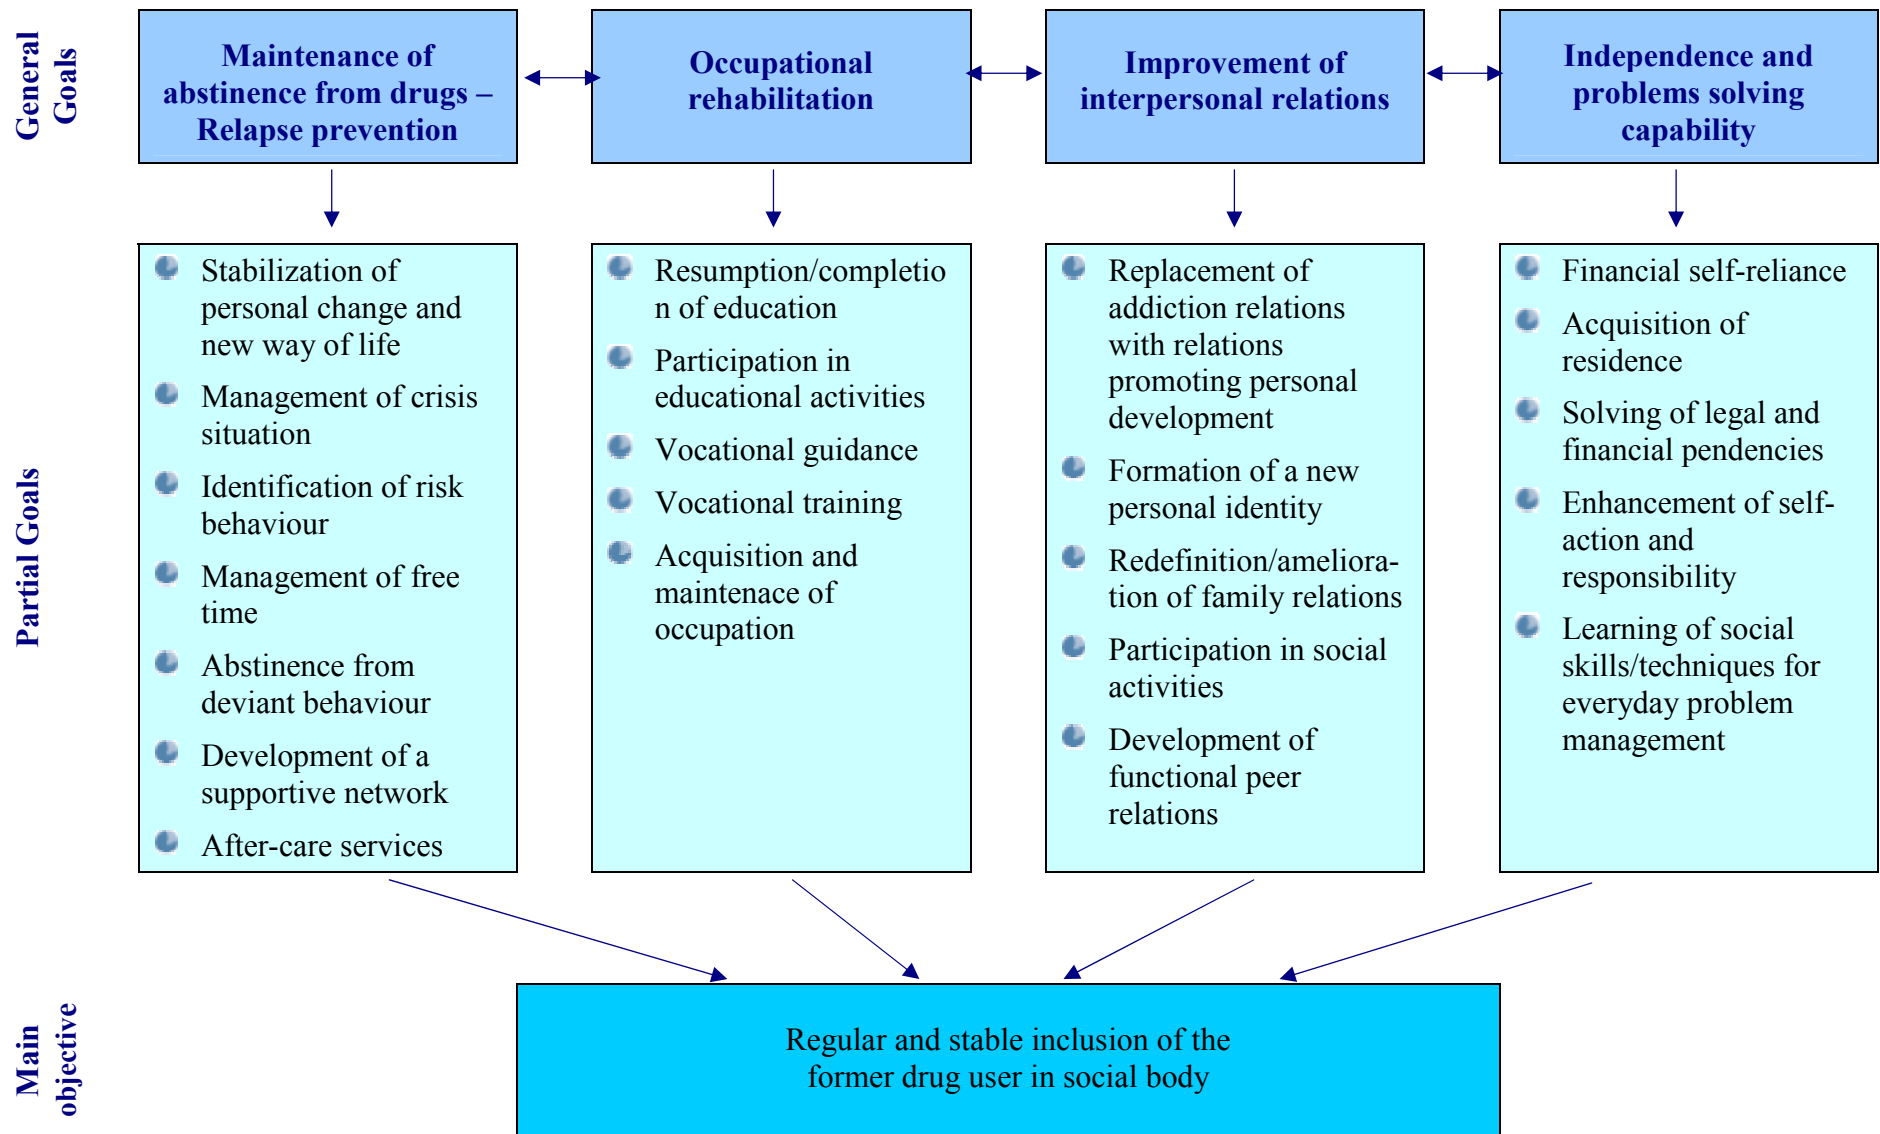 General
Goals
Maintenance of
abstinence from drugs –
Relapse prevention
Occupational
rehabilitation
Improvement of
interpersonal relations
Independence and
problems solving
capability
Partial Goals
Stabilization of
personal change and
new way of life
Management of crisis
situation
Identification of risk
behaviour
Management of free
time
Abstinence from
deviant behaviour
Development of a
supportive network
After-care services
Resumption/completio
n of education
Participation in
educational activities
Vocational guidance
Vocational training
Acquisition and
maintenace of
occupation
Replacement of
addiction relations
with relations
promoting personal
development
Formation of a new
personal identity
Redefinition/ameliora-
tion of family relations
Participation in social
activities
Development of
functional peer
relations
Financial self-reliance
Acquisition of
residence
Solving of legal and
financial pendencies
Enhancement of self-
action and
responsibility
Learning of social
skills/techniques for
everyday problem
management
Main
objective
Regular and stable inclusion of the
former drug user in social body